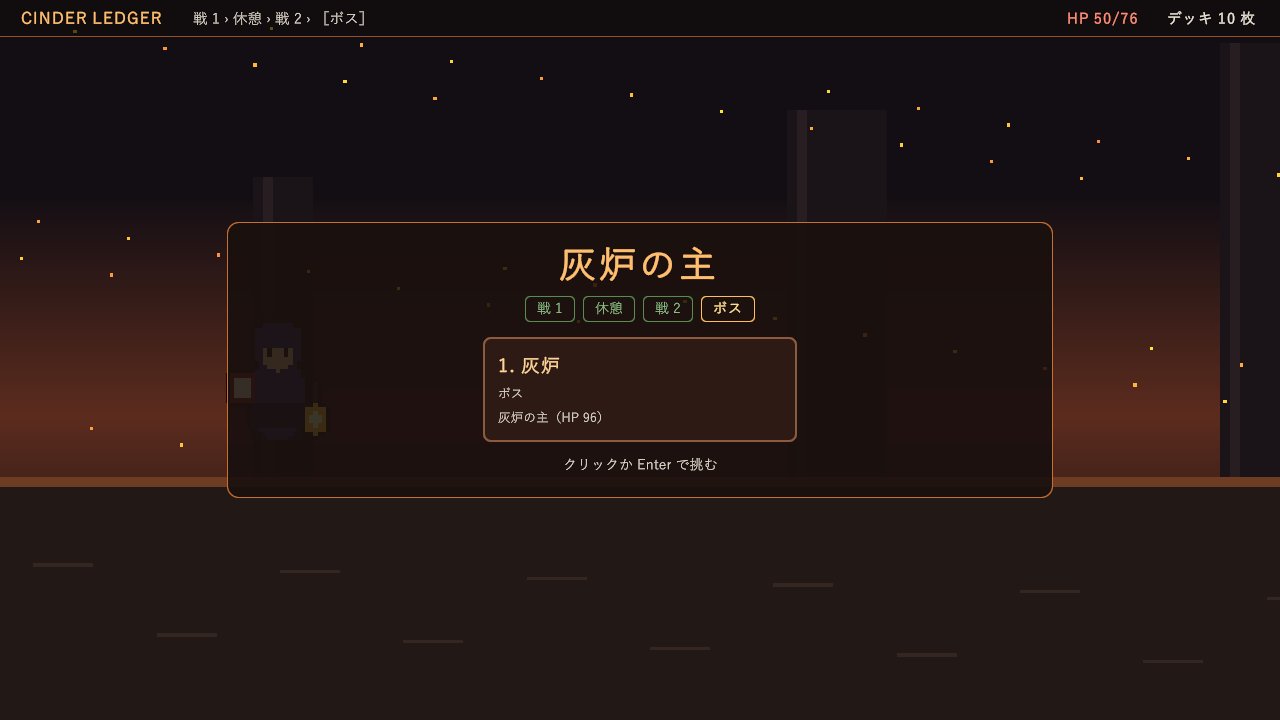 CINDER LEDGER 戦 1 › 休憩 › 戦 2 › ［ボス］ HP 50/76 デッキ 10 枚
灰炉の主
戦 1 休憩 戦 2 ボス
1. 灰炉
ボス
灰炉の主（HP 96）
クリックか Enter で挑む